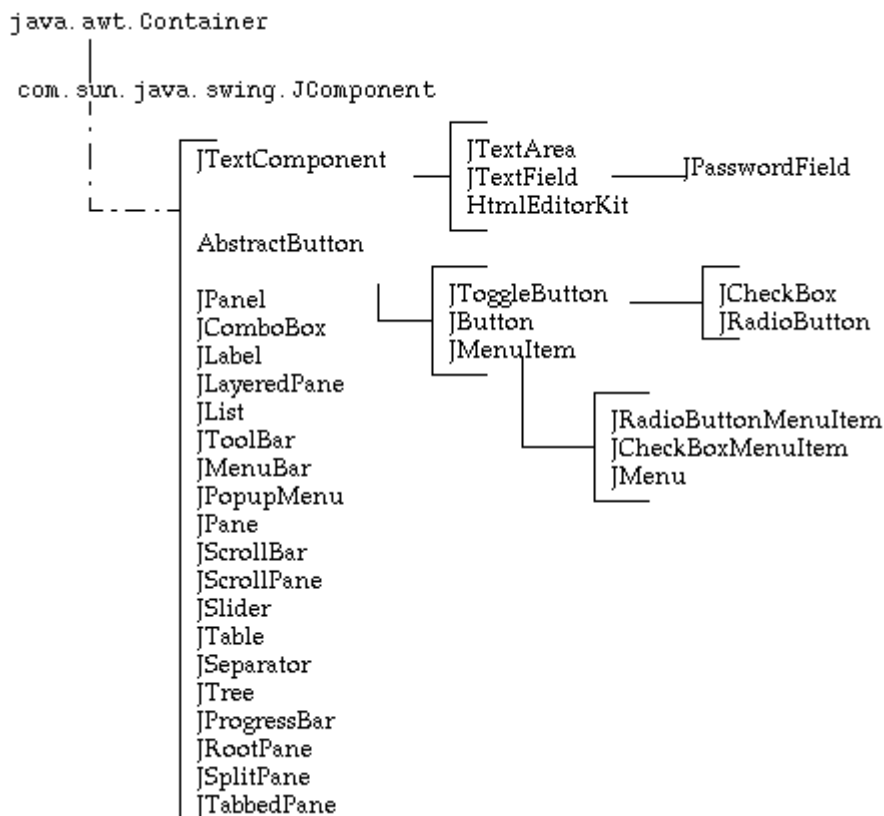 java.awt.Container
com.sun.java.swing.JComponent
JTextComponent
JTextArea
JTextField
HtmlEditorKit
JPasswordField
AbstractButton
JToggleButton
JButton
JMenuItem
JCheckBox
JRadioButton
JRadioButtonMenuItem
JCheckBoxMenuItem
JMenu
JPanel
JComboBox
JLabel
JLayeredPane
JList
JToolBar
JMenuBar
JPopupMenu
JPane
JScrollBar
JScrollPane
JSlider
JTable
JSeparator
JTree
JProgressBar
JRootPane
JSplitPane
JTabbedPane